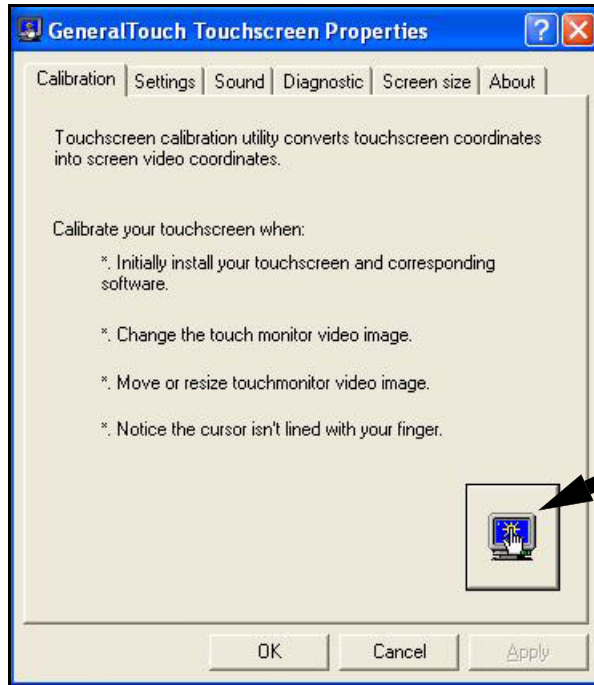 GeneralTouch Touchscreen Properties
Calibration Settings Sound Diagnostic Screen size About
Touchscreen calibration utility converts touchscreen coordinates
into screen video coordinates.
Calibrate your touchscreen when:
*. Initially install your touchscreen and corresponding
software.
*. Change the touch monitor video image.
*. Move or resize touchmonitor video image.
*. Notice the cursor isn't lined with your finger.
OK Cancel Apply